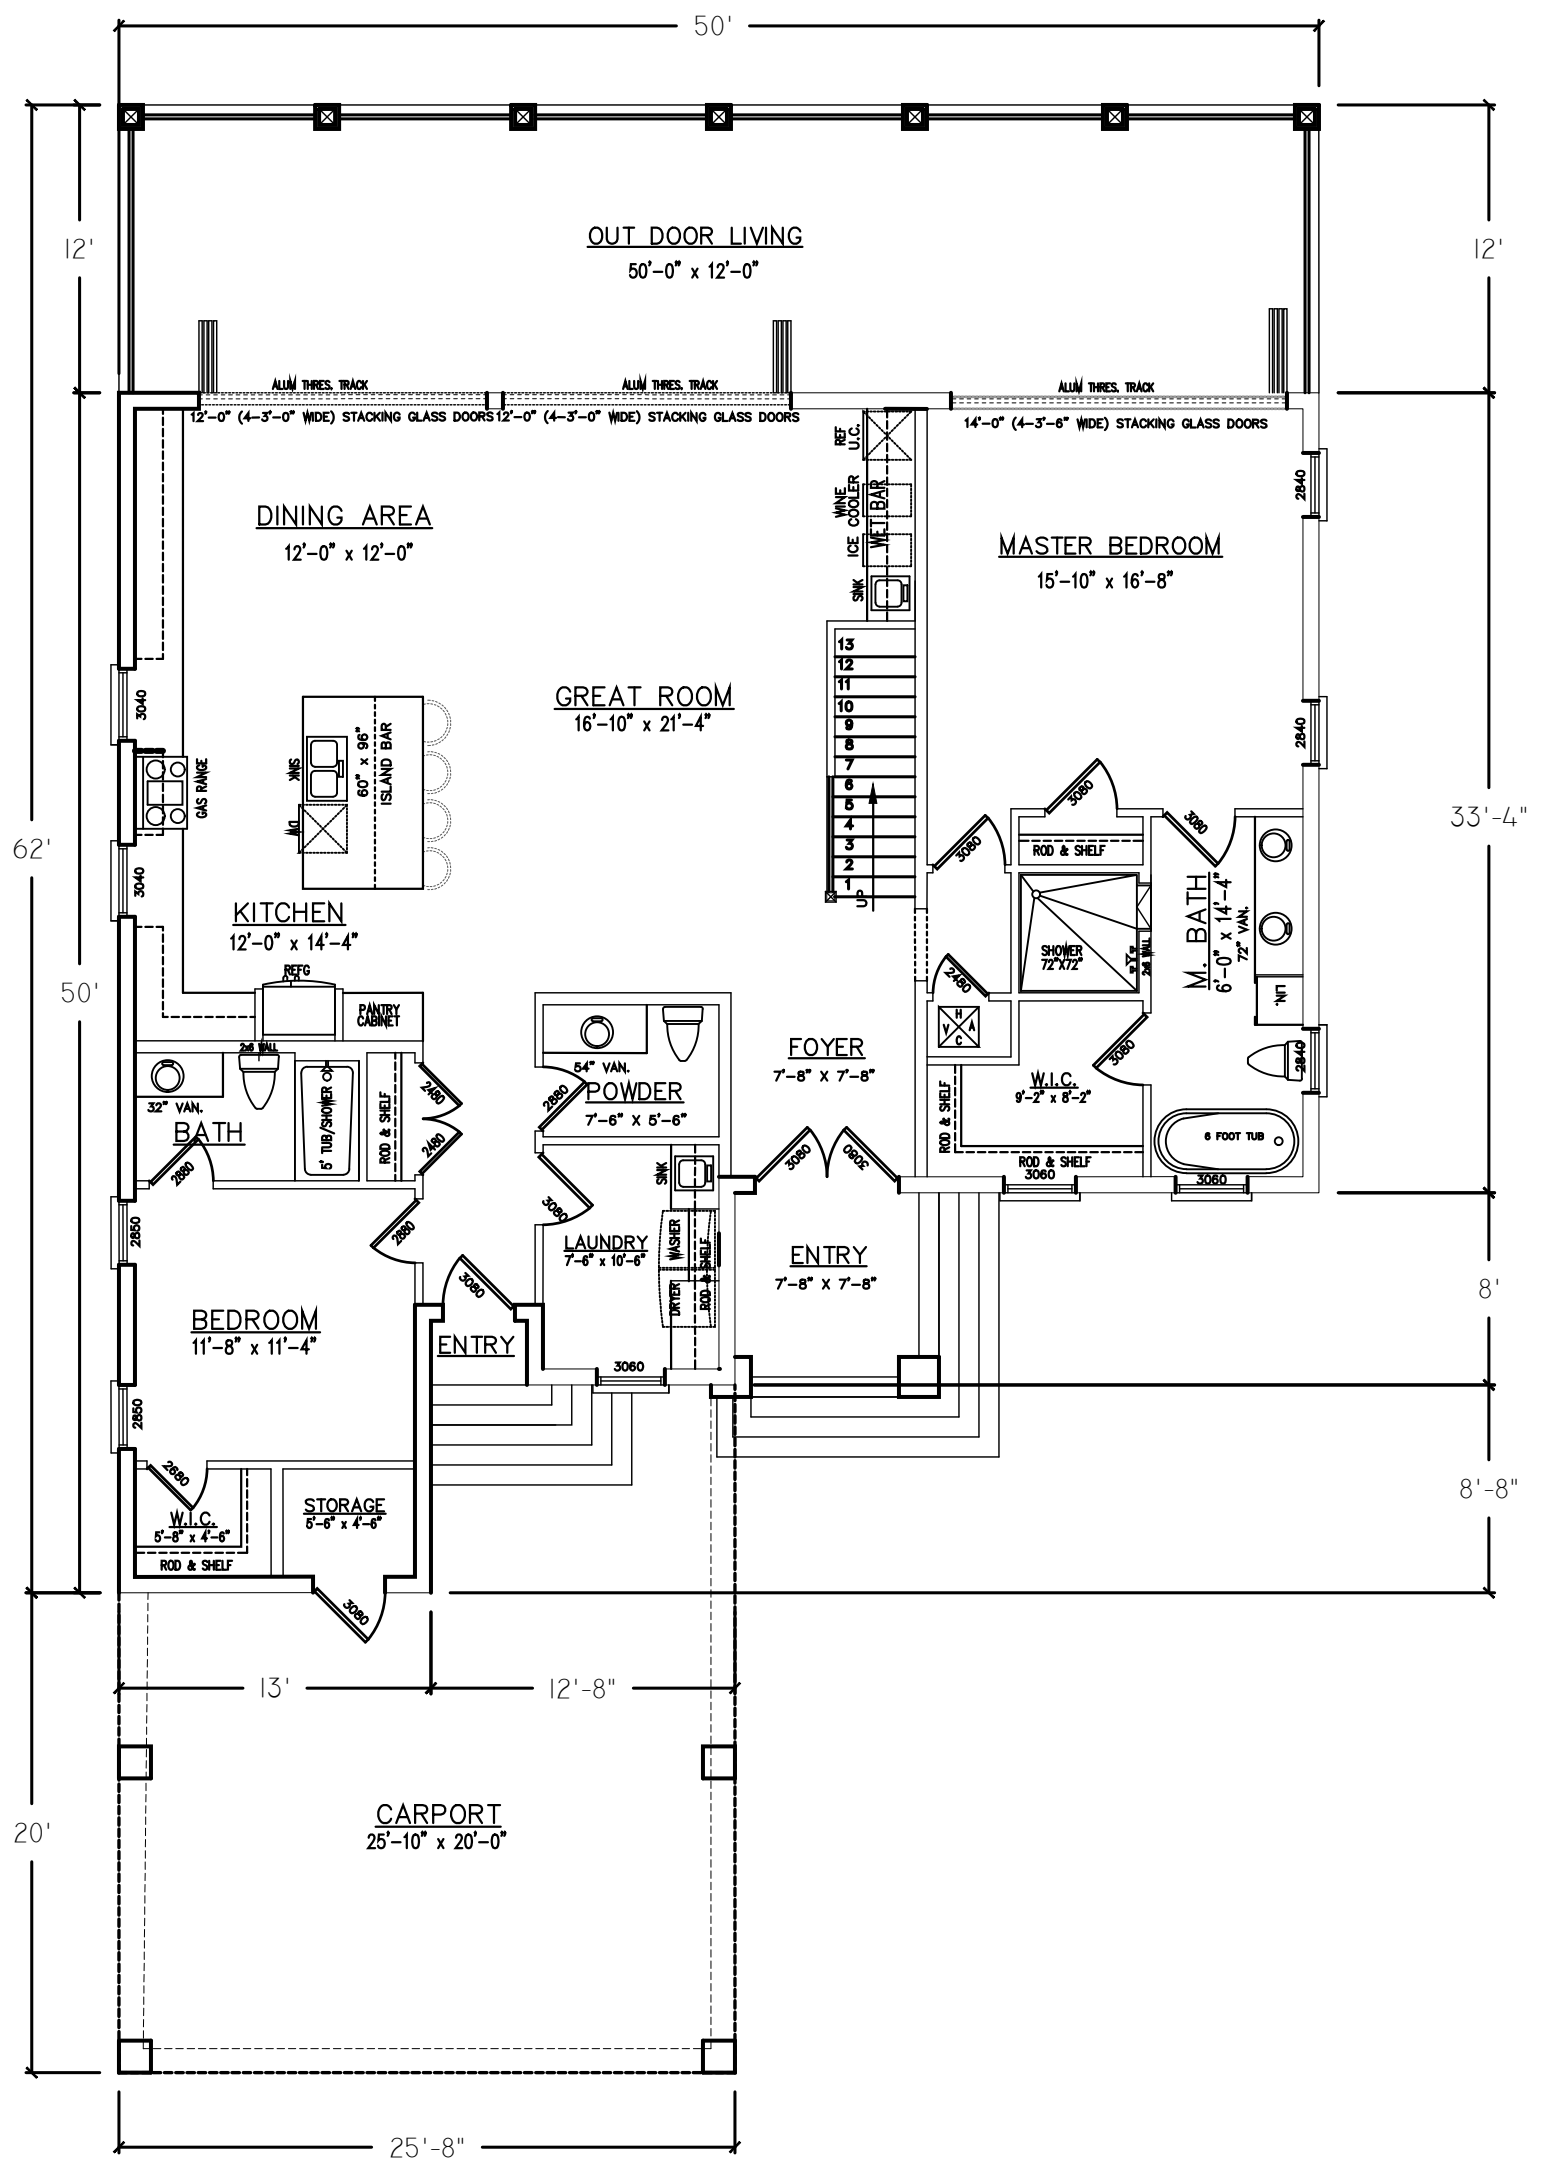 50'
12'
12'
OUT DOOR LIVING
50'-0" x 12'-0"
ALUM THRES. TRACK
ALUM THRES. TRACK
ALUM THRES. TRACK
12'-0" (4-3'-0" WIDE) STACKING GLASS DOORS
12'-0" (4-3'-0" WIDE) STACKING GLASS DOORS
14'-0" (4-3'-6" WIDE) STACKING GLASS DOORS
REF
U.C.
WINE
COOLER
ICE
WET BAR
SINK
2840
DINING AREA
12'-0" x 12'-0"
MASTER BEDROOM
15'-10" x 16'-8"
13
12
11
10
9
8
7
6
5
4
3
2
1
UP
GREAT ROOM
16'-10" x 21'-4"
3040
GAS RANGE
3040
SINK
DW
60" x 96"
ISLAND BAR
2840
3080
3080
3080
ROD & SHELF
62'
50'
33'-4"
KITCHEN
12'-0" x 14'-4"
REFG
PANTRY
CABINET
SHOWER
72"X72"
2x6 WALL
M. BATH
6'-0" x 14'-4"
72" VAN.
LIN.
2480
H
V A
C
FOYER
7'-8" X 7'-8"
3080
2840
W.I.C.
9'-2" x 8'-2"
ROD & SHELF
ROD & SHELF
6 FOOT TUB
3060
3060
2x6 WALL
32" VAN.
BATH
5' TUB/SHOWER
ROD & SHELF
2480
2480
54" VAN.
POWDER
7'-6" X 5'-6"
2880
2880
3080
3080
3080
SINK
2850
2880
LAUNDRY
7'-6" x 10'-6"
WASHER
DRYER
ROD & SHELF
ENTRY
7'-8" X 7'-8"
8'
3080
BEDROOM
11'-8" x 11'-4"
ENTRY
3060
2850
2680
W.I.C.
5'-8" x 4'-6"
ROD & SHELF
STORAGE
5'-6" x 4'-6"
8'-8"
3080
13'
12'-8"
20'
CARPORT
25'-10" x 20'-0"
25'-8"